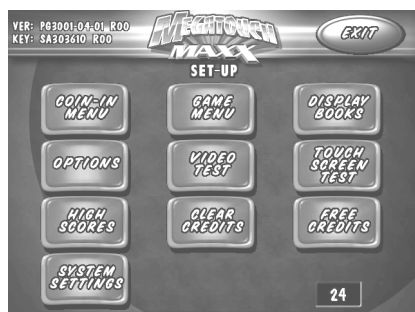 VER: PG3001-04-01 R00
KEY: SA303610 R00
MEGATOUCH
MAXX
EXIT
SET-UP
COIN-IN
MENU
GAME
MENU
DISPLAY
BOOKS
OPTIONS
VIDEO
TEST
TOUCH
SCREEN
TEST
HIGH
SCORES
CLEAR
CREDITS
FREE
CREDITS
SYSTEM
SETTINGS
24